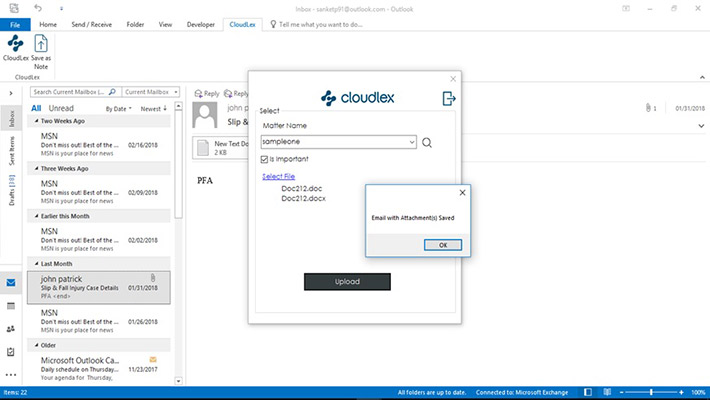 Inbox - sanketp91@outlook.com - Outlook
File Home Send / Receive Folder View Developer CloudLex Tell me what you want to do...
CloudLex
Save as
Note
CloudLex
Search Current Mailbox (
Current Mailbox
All Unread
By Date
Newest
Two Weeks Ago
MSN
Don't miss out! Best of the ... 02/16/2018
MSN is your place for news
Three Weeks Ago
MSN
Don't miss out! Best of the ... 02/09/2018
MSN is your place for news
Earlier this Month
MSN
Don't miss out! Best of the ... 02/02/2018
MSN is your place for news
Last Month
john patrick
Slip & Fall Injury Case Details 01/31/2018
PFA <end>
MSN
Don't miss out! Best of the ... 01/26/2018
MSN is your place for news
Older
Microsoft Outlook Ca...
Daily schedule on Thursday,... 11/23/2017
Your agenda for Thursday,
Inbox
Sent Items
Drafts [38]
Reply
john p
Slip &
New Text Do
2 KB
PFA
1
01/31/2018
cloudlex
Select
Matter Name
sampleone
Is Important
Select File
Doc212.doc
Doc212.docx
Upload
Email with Attachment(s) Saved
OK
Items: 22
All folders are up to date.
Connected to: Microsoft Exchange
100%